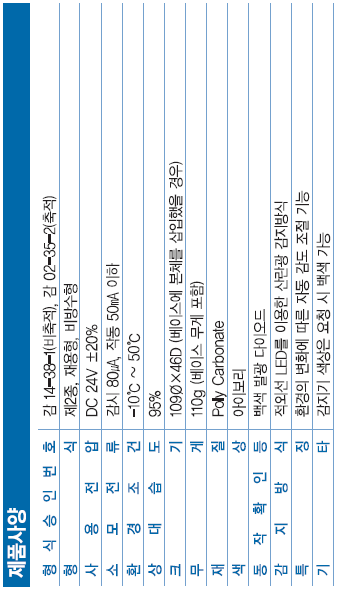 제품사양
형식승인번호 감 14-38-1(비축적), 감 02-35-2(축적)
형식 제2종, 재용형, 비방수형
사용전압 DC 24V ±20%
소모전류 감시 80㎂, 작동 50㎃ 이하
환경조건 -10℃ ~ 50℃
상대습도 95%
크기 109Ø×46D (베이스에 본체를 삽입했을 경우)
무게 110g (베이스 무게 포함)
재질 Polly Carbonate
색상 아이보리
동작확인등 백색 발광 다이오드
감지방식 적외선 LED를 이용한 산란광 감지방식
특징 환경의 변화에 따른 자동 감도 조절 기능
기타 감지기 색상은 요청 시 백색 가능